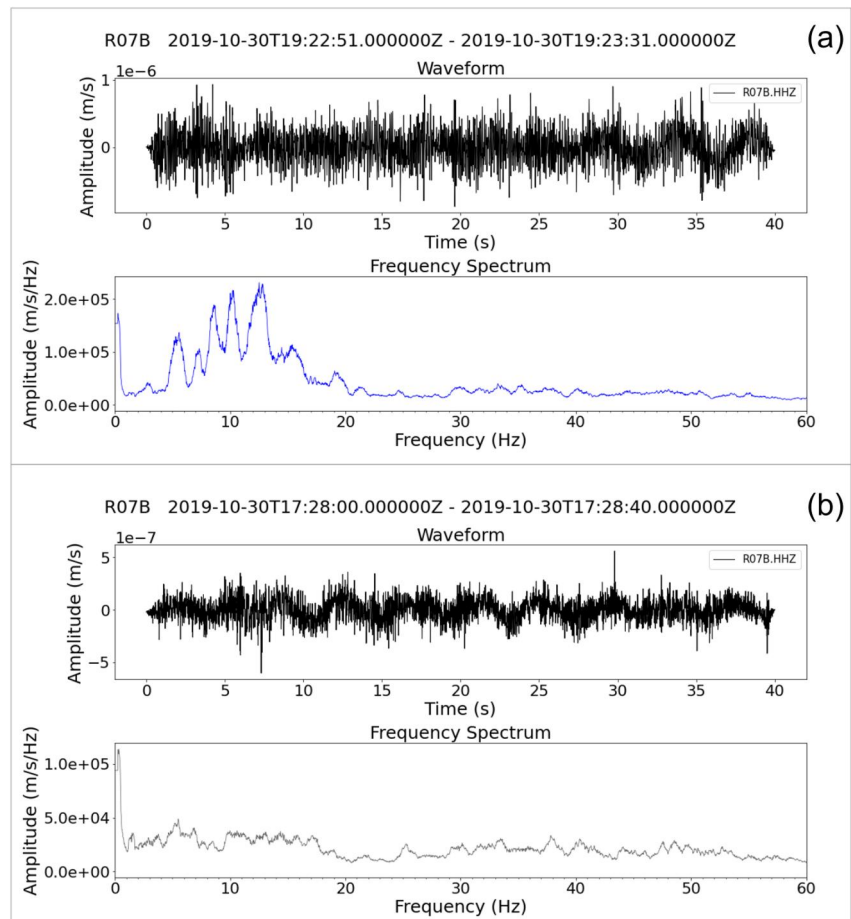 R07B 2019-10-30T19:22:51.000000Z - 2019-10-30T19:23:31.000000Z (a)
Waveform
1e-6
R07B.HHZ
1
0
Amplitude (m/s)
0 5 10 15 20 25 30 35 40
Time (s)
Frequency Spectrum
2.0e+05
1.0e+05
0.0e+00
Amplitude (m/s/Hz)
0 10 20 30 40 50 60
Frequency (Hz)
R07B 2019-10-30T17:28:00.000000Z - 2019-10-30T17:28:40.000000Z (b)
Waveform
1e-7
R07B.HHZ
5
0
−5
Amplitude (m/s)
0 5 10 15 20 25 30 35 40
Time (s)
Frequency Spectrum
1.0e+05
5.0e+04
0.0e+00
Amplitude (m/s/Hz)
0 10 20 30 40 50 60
Frequency (Hz)